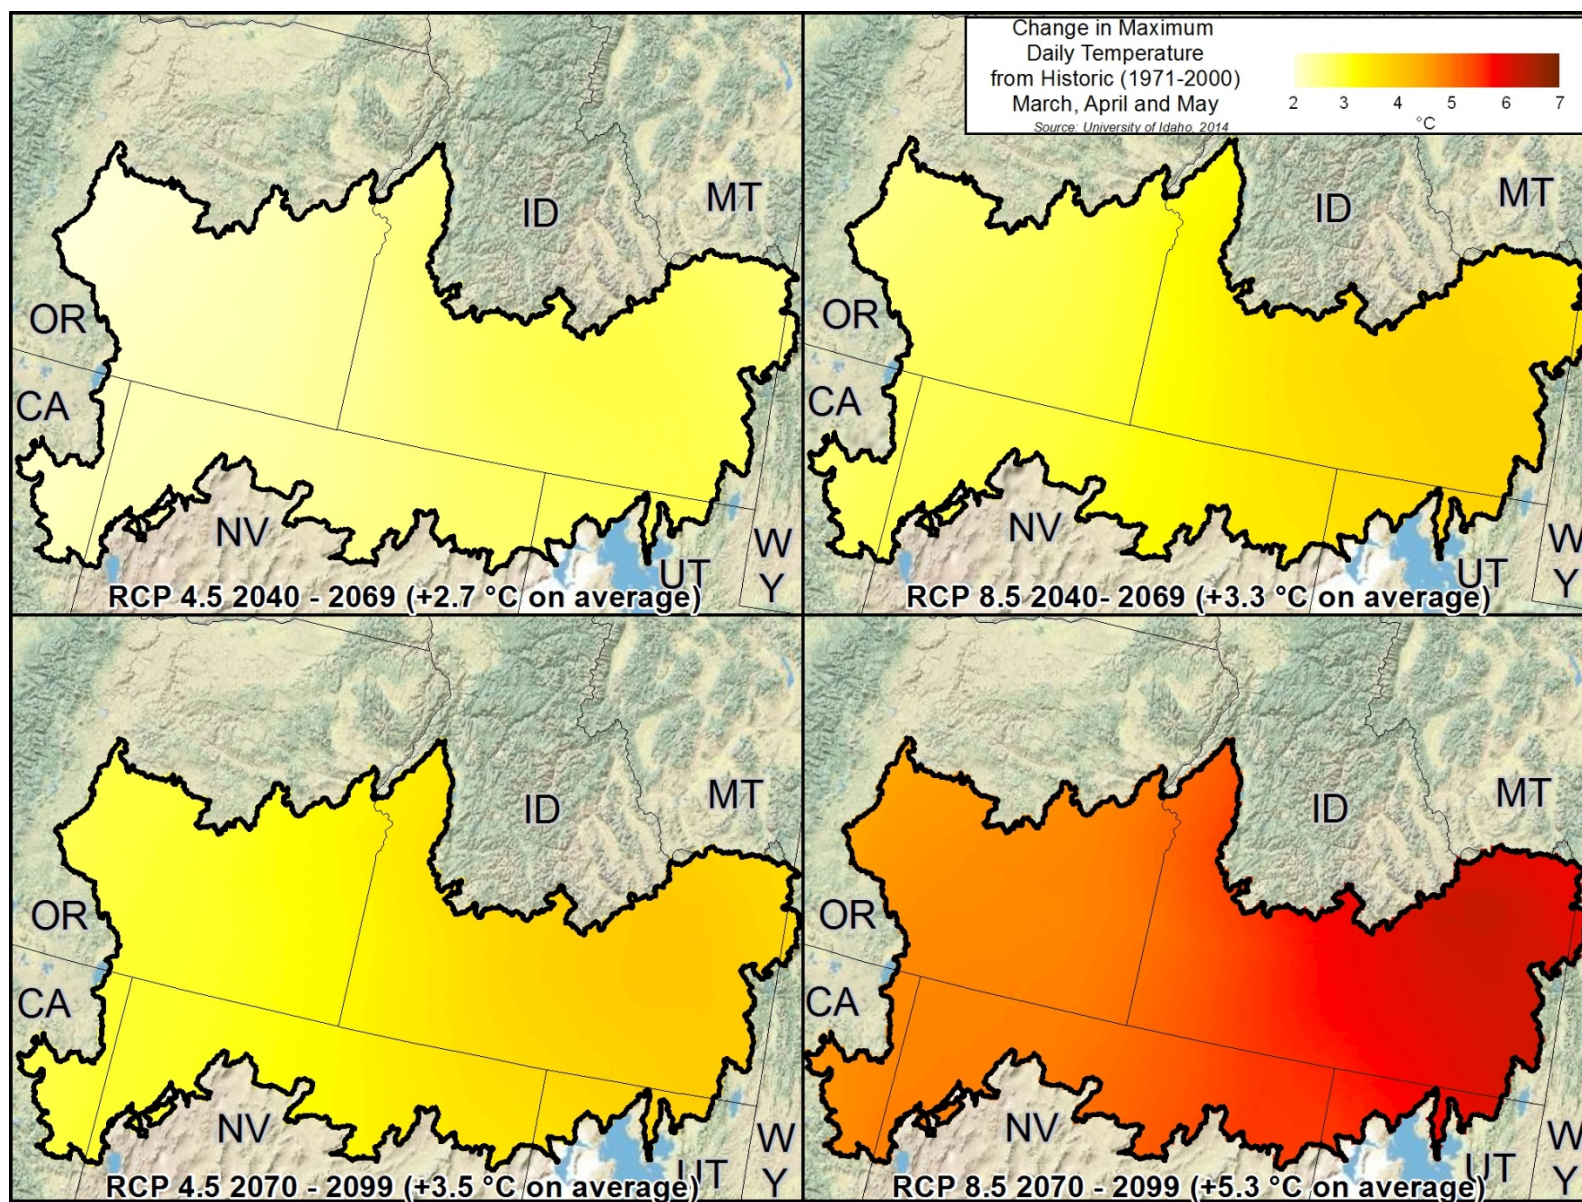 Change in Maximum
Daily Temperature
from Historic (1971-2000)
March, April and May
Source: University of Idaho, 2014
2 3 4 5 6 7
°C
ID
MT
OR
CA
NV
UT
W
Y
RCP 4.5 2040 - 2069 (+2.7 °C on average)
ID
MT
OR
CA
NV
UT
W
Y
RCP 8.5 2040- 2069 (+3.3 °C on average)
ID
MT
OR
CA
NV
UT
W
Y
RCP 4.5 2070 - 2099 (+3.5 °C on average)
ID
MT
OR
CA
NV
UT
W
Y
RCP 8.5 2070 - 2099 (+5.3 °C on average)